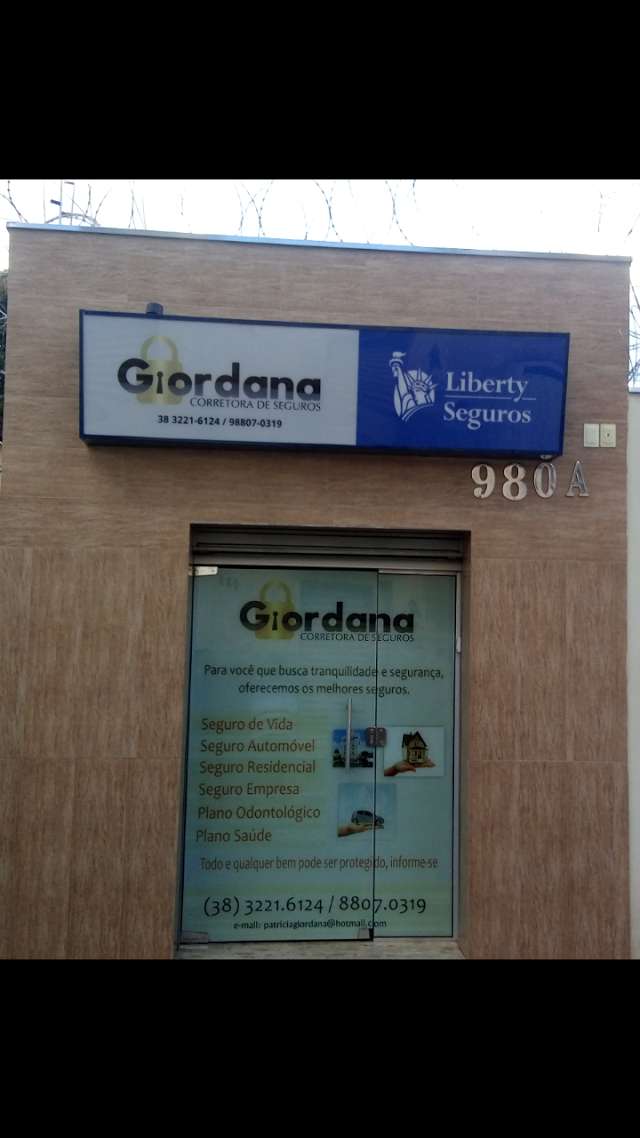 Giordana
CORRETORA DE SEGUROS
38 3221-6124 / 98807-0319
Liberty
Seguros
980 A
Giordana
CORRETORA DE SEGUROS
Para você que busca tranquilidade e segurança,
oferecemos os melhores seguros.
Seguro de Vida
Seguro Automóvel
Seguro Residencial
Seguro Empresa
Plano Odontológico
Plano Saúde
Todo e qualquer bem pode ser protegido, informe-se
(38) 3221.6124 / 8807.0319
e-mail: patriciagiordana@hotmail.com